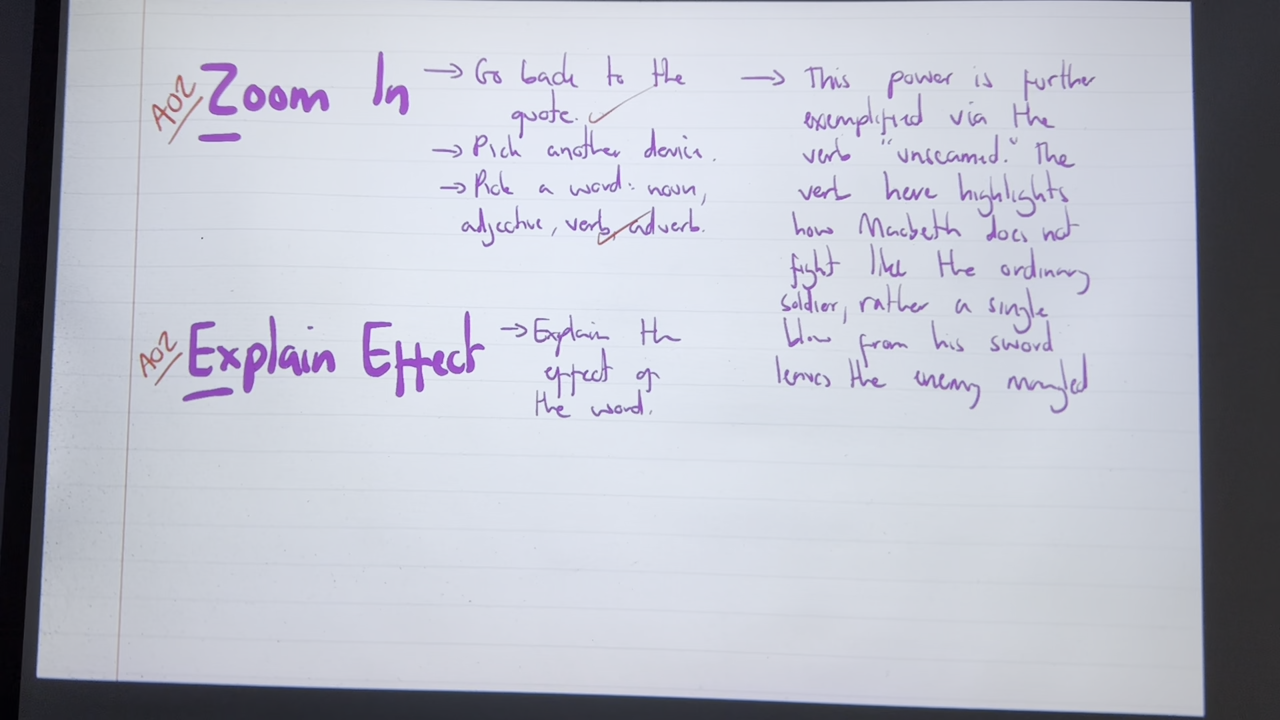 AO2
Zoom In
→ Go back to the
quote.
→ Pick another device.
→ Pick a word: noun,
adjective, verb, adverb.
→ This power is further
exemplified via the
verb "unseamed." The
verb here highlights
how Macbeth does not
fight like the ordinary
soldier, rather a single
blow from his sword
leaves the enemy mangled
AO2
Explain Effect
→ Explain the
effect of
the word.